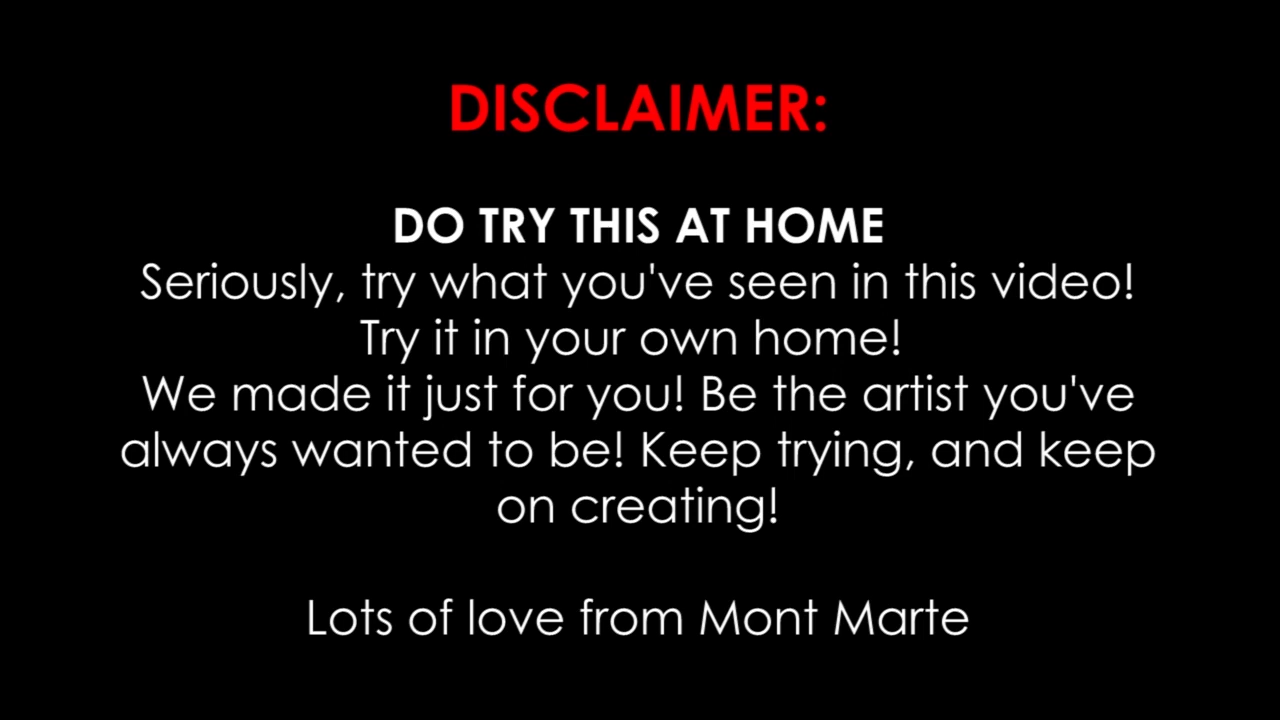 DISCLAIMER:
DO TRY THIS AT HOME
Seriously, try what you've seen in this video!
Try it in your own home!
We made it just for you! Be the artist you've
always wanted to be! Keep trying, and keep
on creating!
Lots of love from Mont Marte